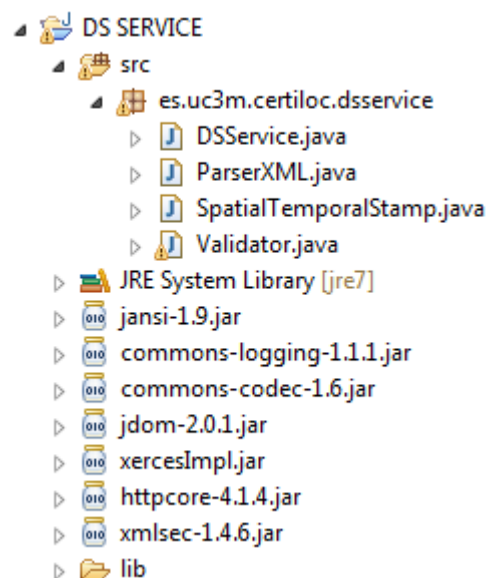 DS SERVICE
src
es.uc3m.certiloc.dsservice
DSService.java
ParserXML.java
SpatialTemporalStamp.java
Validator.java
JRE System Library [jre7]
jansi-1.9.jar
commons-logging-1.1.1.jar
commons-codec-1.6.jar
jdom-2.0.1.jar
xercesImpl.jar
httpcore-4.1.4.jar
xmlsec-1.4.6.jar
lib